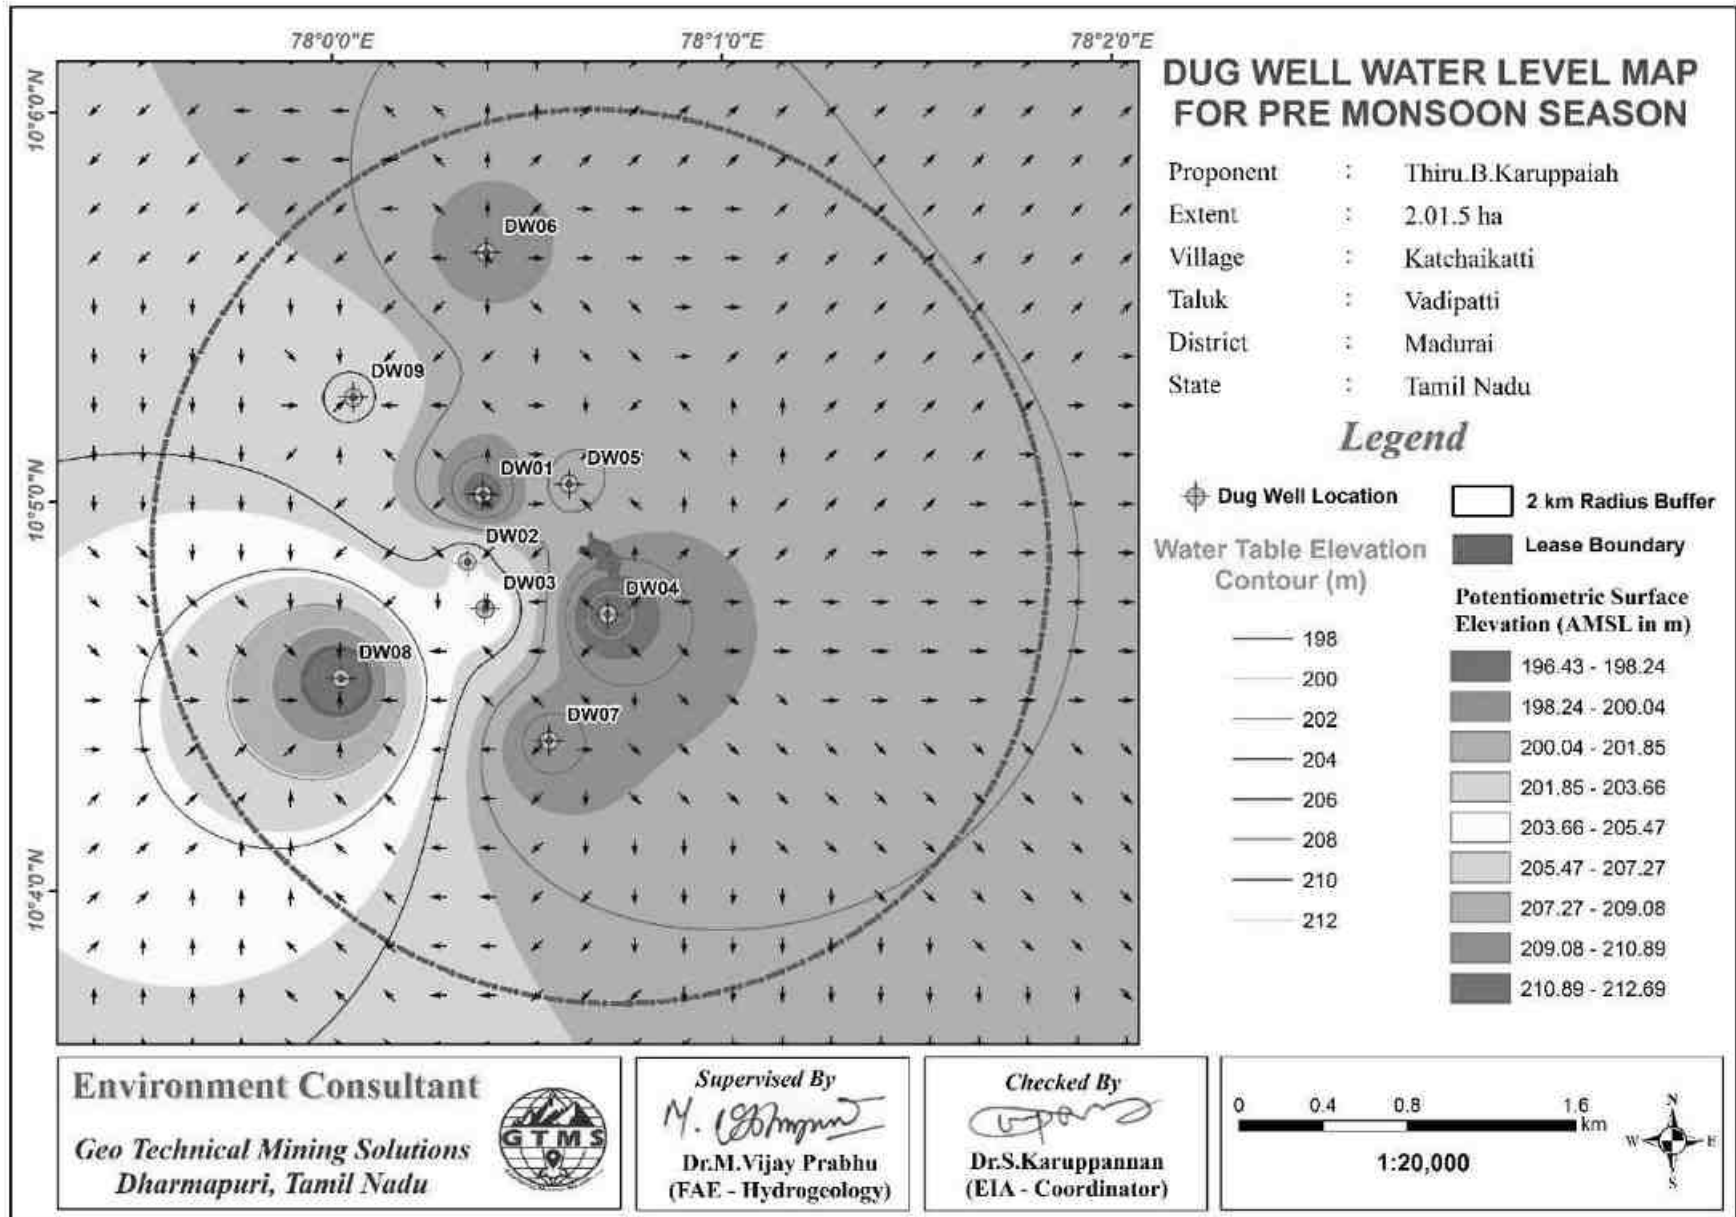 78°0'0"E
78°1'0"E
78°2'0"E
10°6'0"N
10°5'0"N
10°4'0"N
DW06
DW09
DW01
DW05
DW02
DW03
DW04
DW08
DW07
DUG WELL WATER LEVEL MAP
FOR PRE MONSOON SEASON
Proponent : Thiru.B.Karuppaiah
Extent : 2.01.5 ha
Village : Katchaikatti
Taluk : Vadipatti
District : Madurai
State : Tamil Nadu
Legend
Dug Well Location
Water Table Elevation
Contour (m)
198
200
202
204
206
208
210
212
2 km Radius Buffer
Lease Boundary
Potentiometric Surface
Elevation (AMSL in m)
196.43 - 198.24
198.24 - 200.04
200.04 - 201.85
201.85 - 203.66
203.66 - 205.47
205.47 - 207.27
207.27 - 209.08
209.08 - 210.89
210.89 - 212.69
Environment Consultant
Geo Technical Mining Solutions
Dharmapuri, Tamil Nadu
GTMS
Supervised By
Dr.M.Vijay Prabhu
(FAE - Hydrogeology)
Checked By
Dr.S.Karuppannan
(EIA - Coordinator)
0 0.4 0.8 1.6
km
1:20,000
N
W E
S